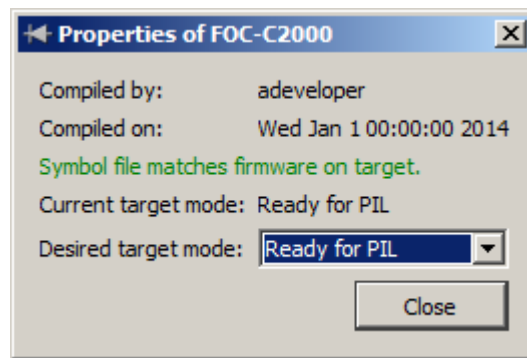 Properties of FOC-C2000
Compiled by: adeveloper
Compiled on: Wed Jan 1 00:00:00 2014
Symbol file matches firmware on target.
Current target mode: Ready for PIL
Desired target mode: Ready for PIL
Close